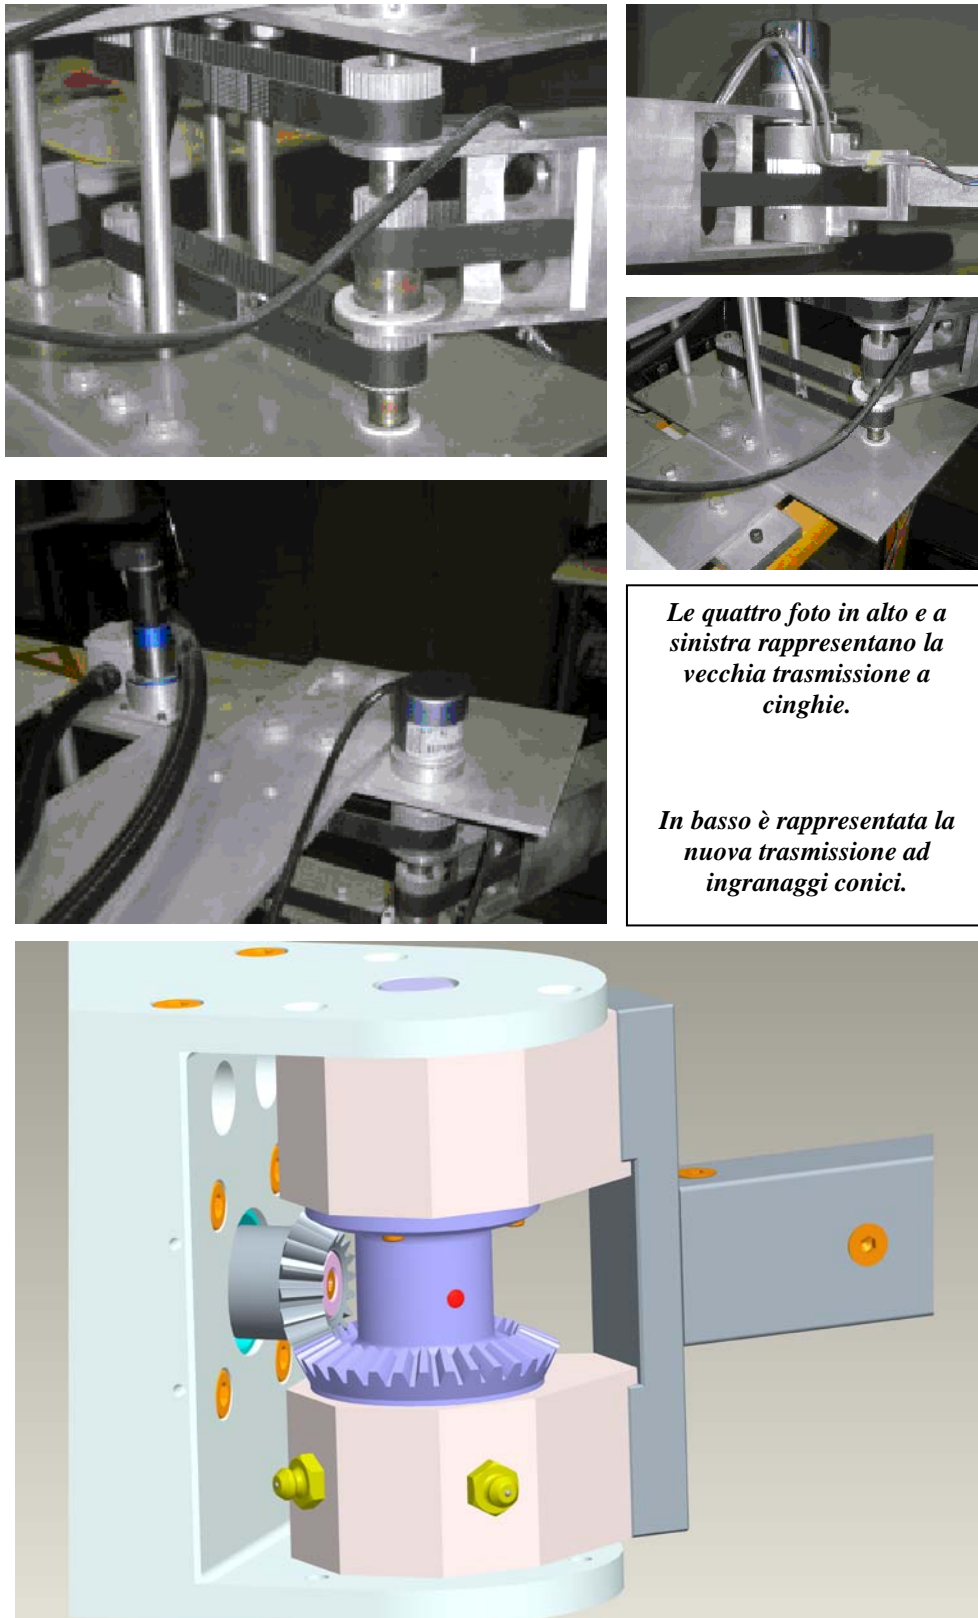 Le quattro foto in alto e a
sinistra rappresentano la
vecchia trasmissione a
cinghie.
In basso è rappresentata la
nuova trasmissione ad
ingranaggi conici.